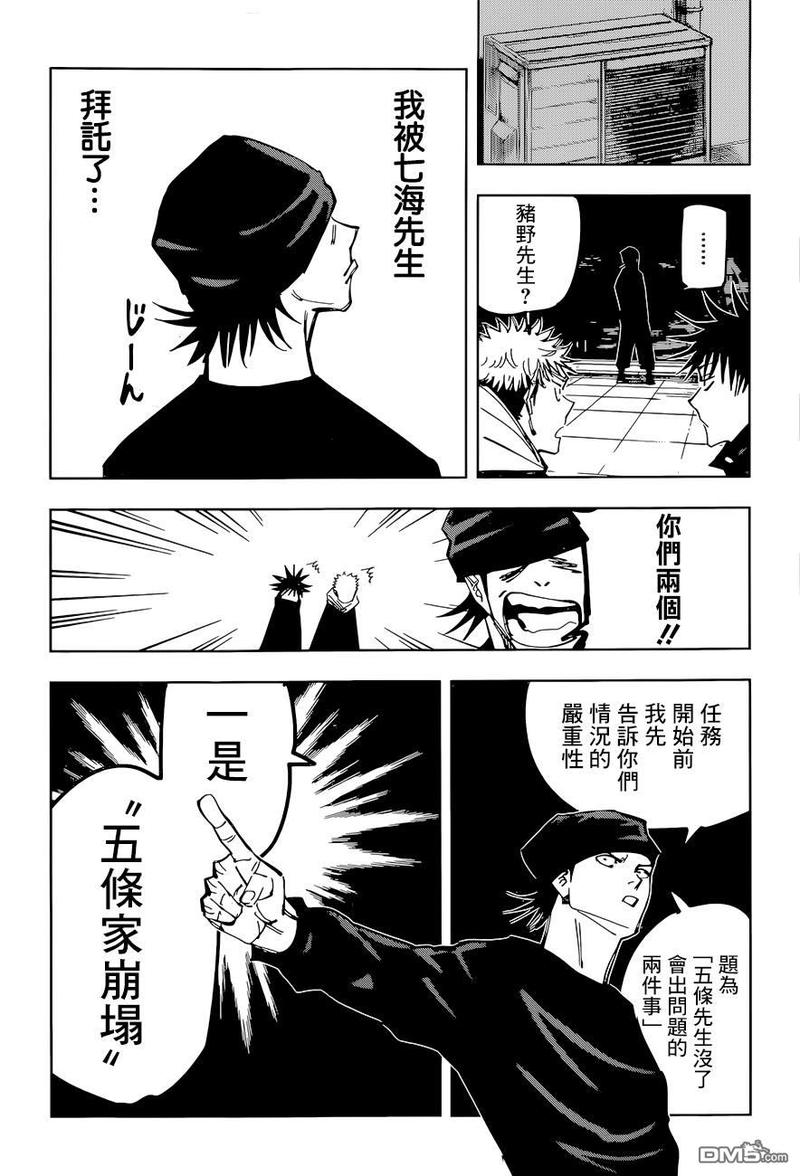 ……
豬野先生?
我被七海先生
拜託了…
じーん
你們兩個!!
任務
開始前
我先
告訴你們
情況的
嚴重性
題為
「五條先生沒了
會出問題的
兩件事」
一是
“五條家崩塌”
DM5.com